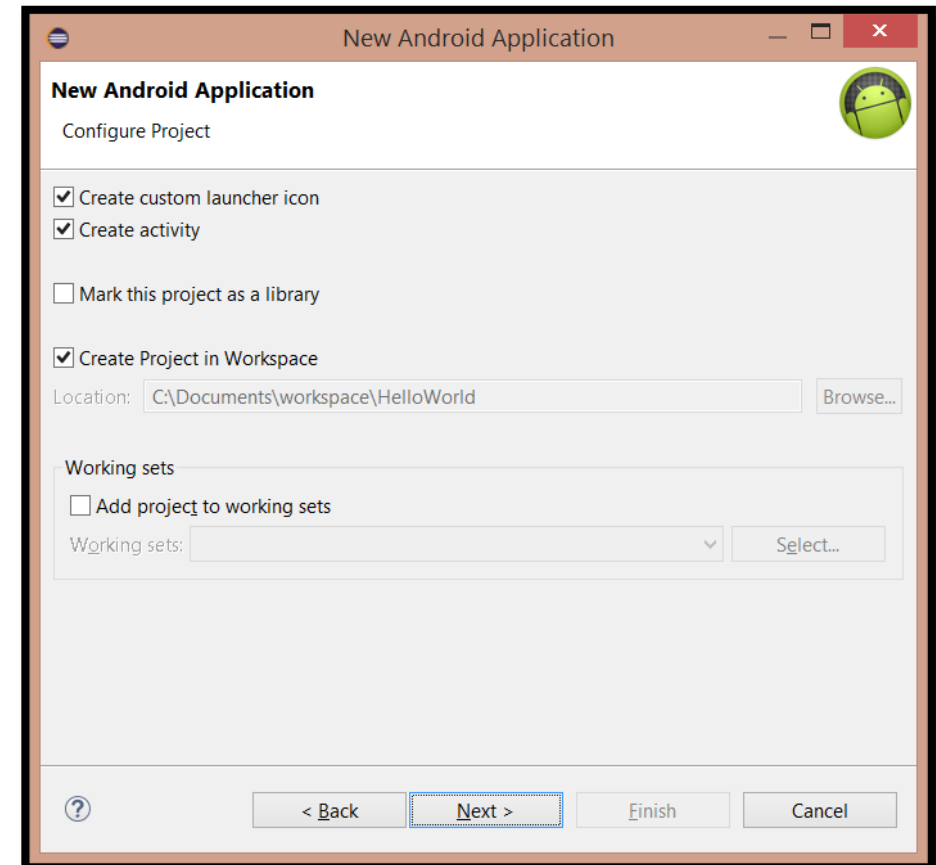 New Android Application
New Android Application
Configure Project
Create custom launcher icon
Create activity
Mark this project as a library
Create Project in Workspace
Location: C:\Documents\workspace\HelloWorld Browse...
Working sets
Add project to working sets
Working sets: Select...
? < Back Next > Finish Cancel